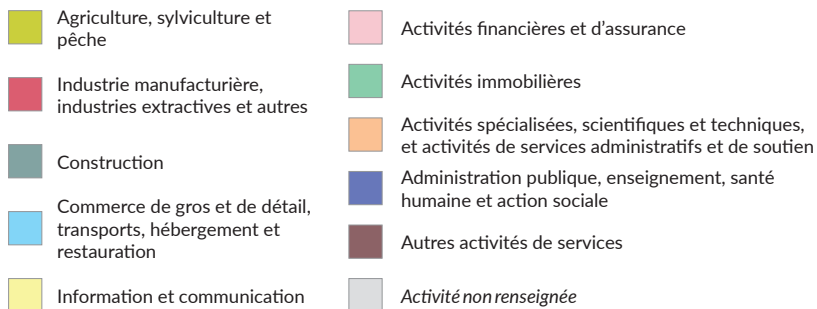 Agriculture, sylviculture et
pêche
Industrie manufacturière,
industries extractives et autres
Construction
Commerce de gros et de détail,
transports, hébergement et
restauration
Information et communication
Activités financières et d'assurance
Activités immobilières
Activités spécialisées, scientifiques et techniques,
et activités de services administratifs et de soutien
Administration publique, enseignement, santé
humaine et action sociale
Autres activités de services
Activité non renseignée